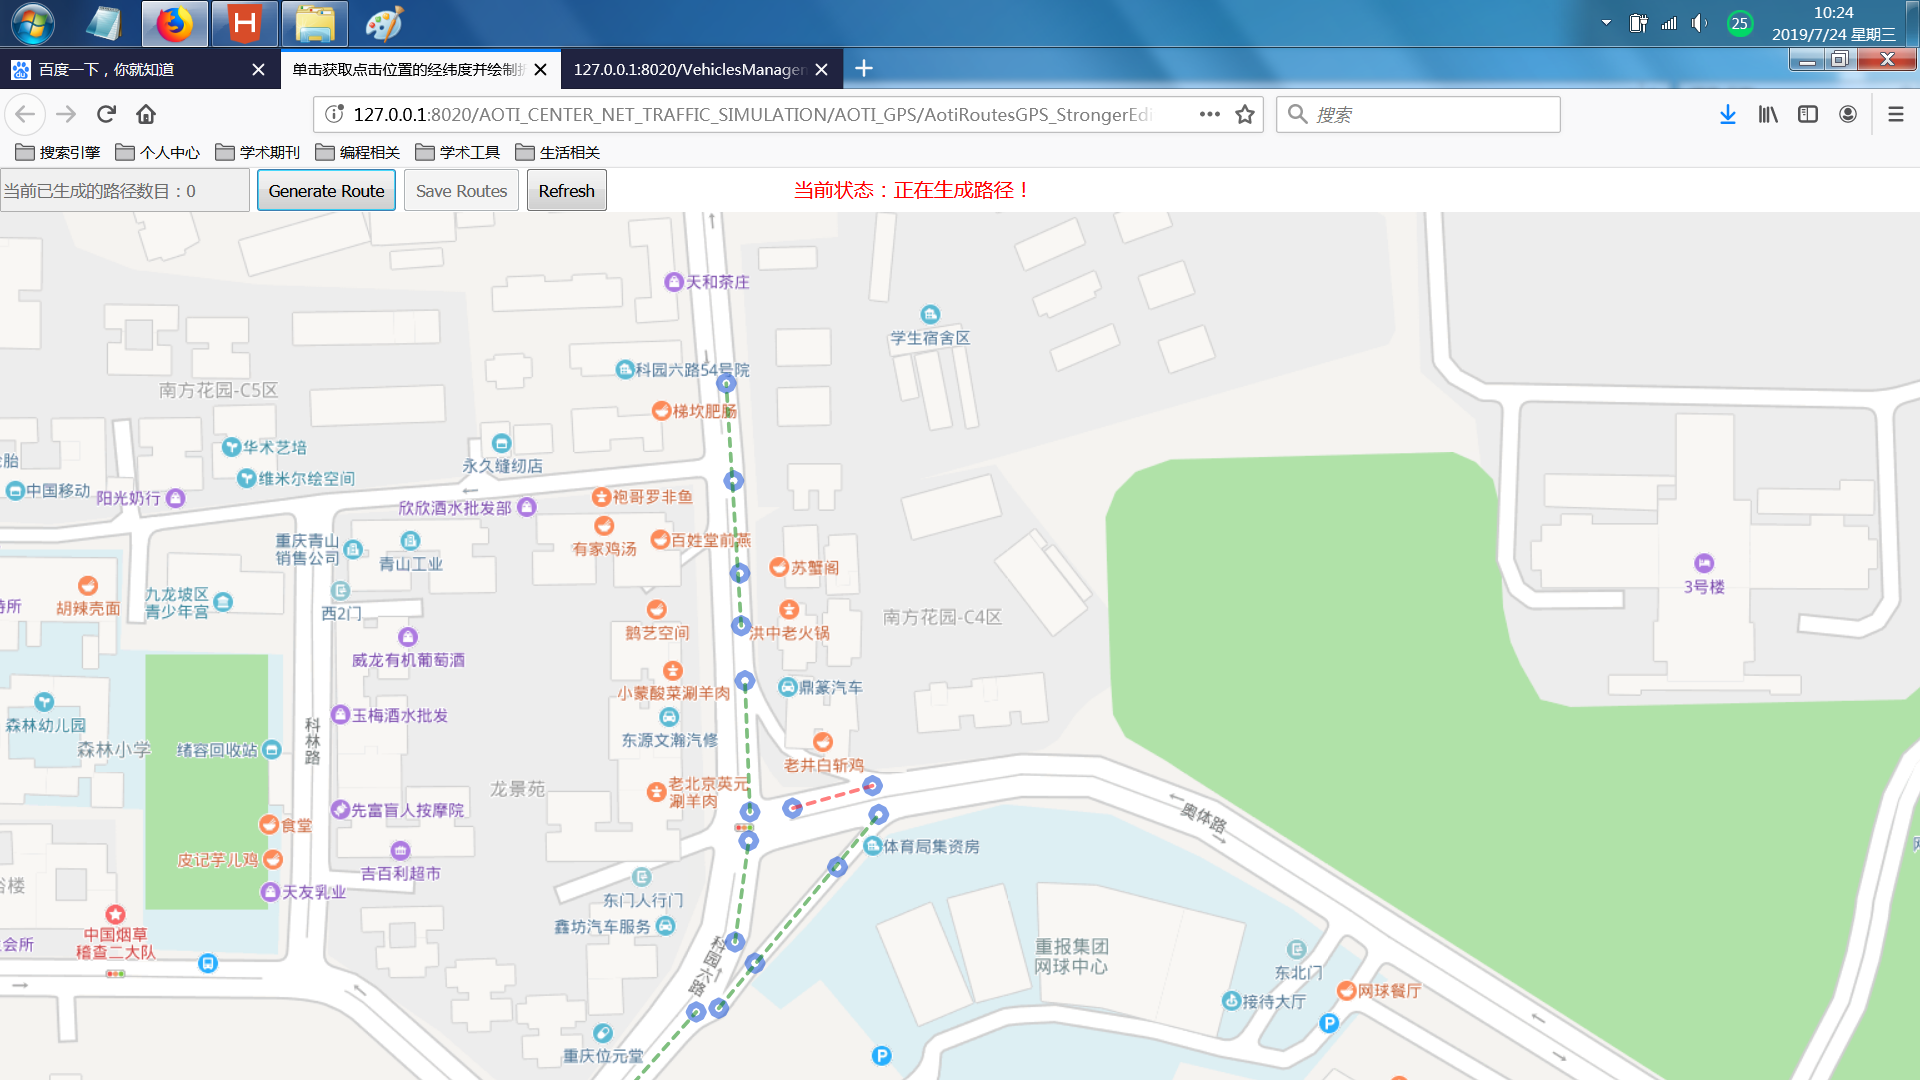 10:24
25
2019/7/24 星期三
百度一下，你就知道
单击获取点击位置的经纬度并绘制
127.0.0.1:8020/VehiclesManage
127.0.0.1:8020/AOTI_CENTER_NET_TRAFFIC_SIMULATION/AOTI_GPS/AotiRoutesGPS_StrongerEdi
搜索
搜索引擎
个人中心
学术期刊
编程相关
学术工具
生活相关
当前已生成的路径数目：0
Generate Route
Save Routes
Refresh
当前状态：正在生成路径！
天和茶庄
学生宿舍区
科园六路54号院
南方花园-C5区
梯坎肥肠
华术艺培
永久缝纫店
维米尔绘空间
中国移动
阳光奶行
袍哥罗非鱼
欣欣酒水批发部
重庆青山
销售公司
青山工业
有家鸡汤
百姓堂前燕
苏蟹阁
3号楼
九龙坡区
青少年宫
胡辣壳面
西2门
鹅艺空间
洪中老火锅
南方花园-C4区
威龙有机葡萄酒
小蒙酸菜涮羊肉
鼎篆汽车
森林幼儿园
玉梅酒水批发
科林路
东源文瀚汽修
森林小学
绪容回收站
老井白斩鸡
龙景苑
老北京英元
涮羊肉
先富盲人按摩院
食堂
奥体路
皮记芋儿鸡
吉百利超市
体育局集资房
天友乳业
东门人行门
鑫坊汽车服务
中国烟草
稽查二大队
会所
科园六路
重报集团
网球中心
东北门
接待大厅
网球餐厅
重庆位元堂
P
P